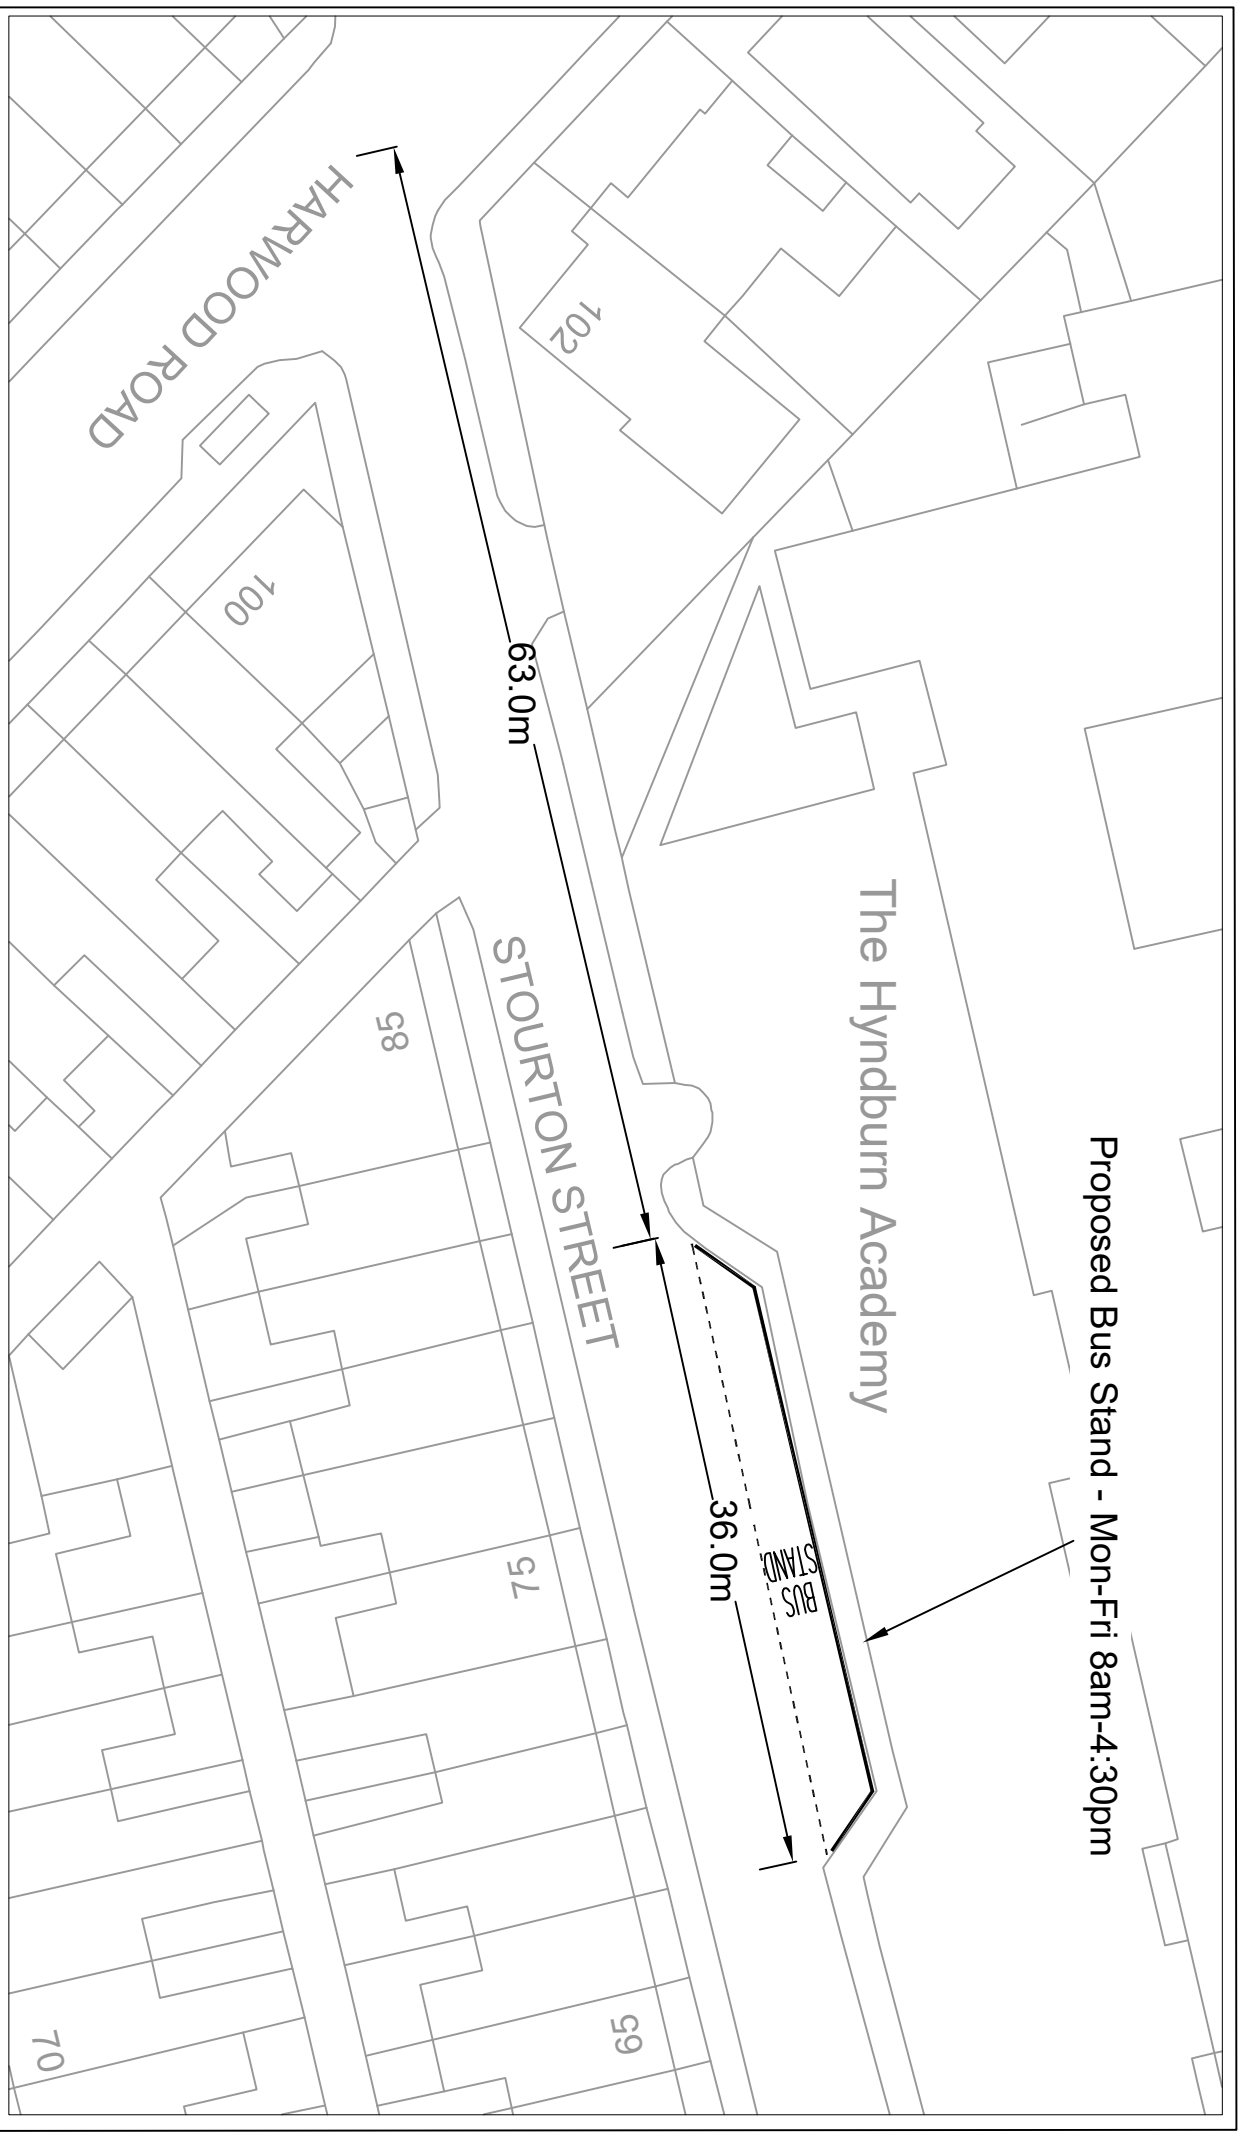 Proposed Bus Stand - Mon-Fri 8am-4:30pm
The Hyndburn Academy
BUS
STAND
36.0m
63.0m
STOURTON STREET
HARWOOD ROAD
102
100
85
75
65
70